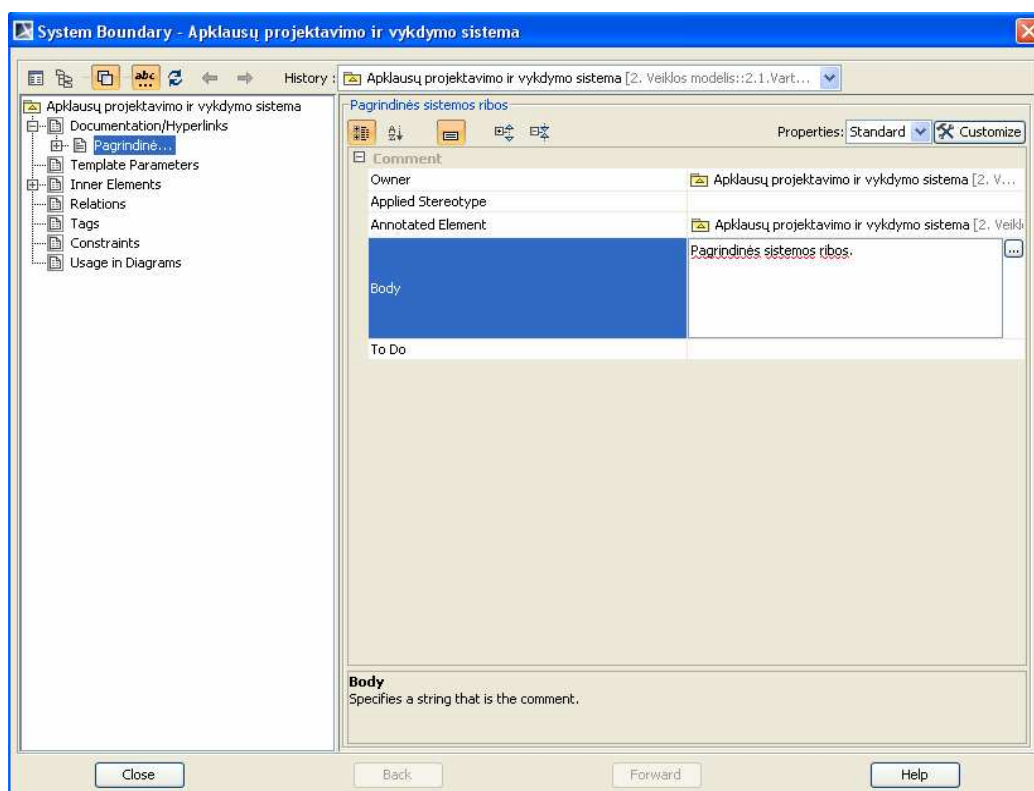 System Boundary - Apklausų projektavimo ir vykdymo sistema
abc
History :
Apklausų projektavimo ir vykdymo sistema [2. Veiklos modelis::2.1.Vart...
Apklausų projektavimo ir vykdymo sistema
Documentation/Hyperlinks
Pagrindinė...
Template Parameters
Inner Elements
Relations
Tags
Constraints
Usage in Diagrams
Pagrindinės sistemos ribos
Properties: Standard
Customize
Comment
Owner
Apklausų projektavimo ir vykdymo sistema [2. V...
Applied Stereotype
Annotated Element
Apklausų projektavimo ir vykdymo sistema [2. Veikl
Body
Pagrindinės sistemos ribos.
...
To Do
Body
Specifies a string that is the comment.
Close
Back
Forward
Help